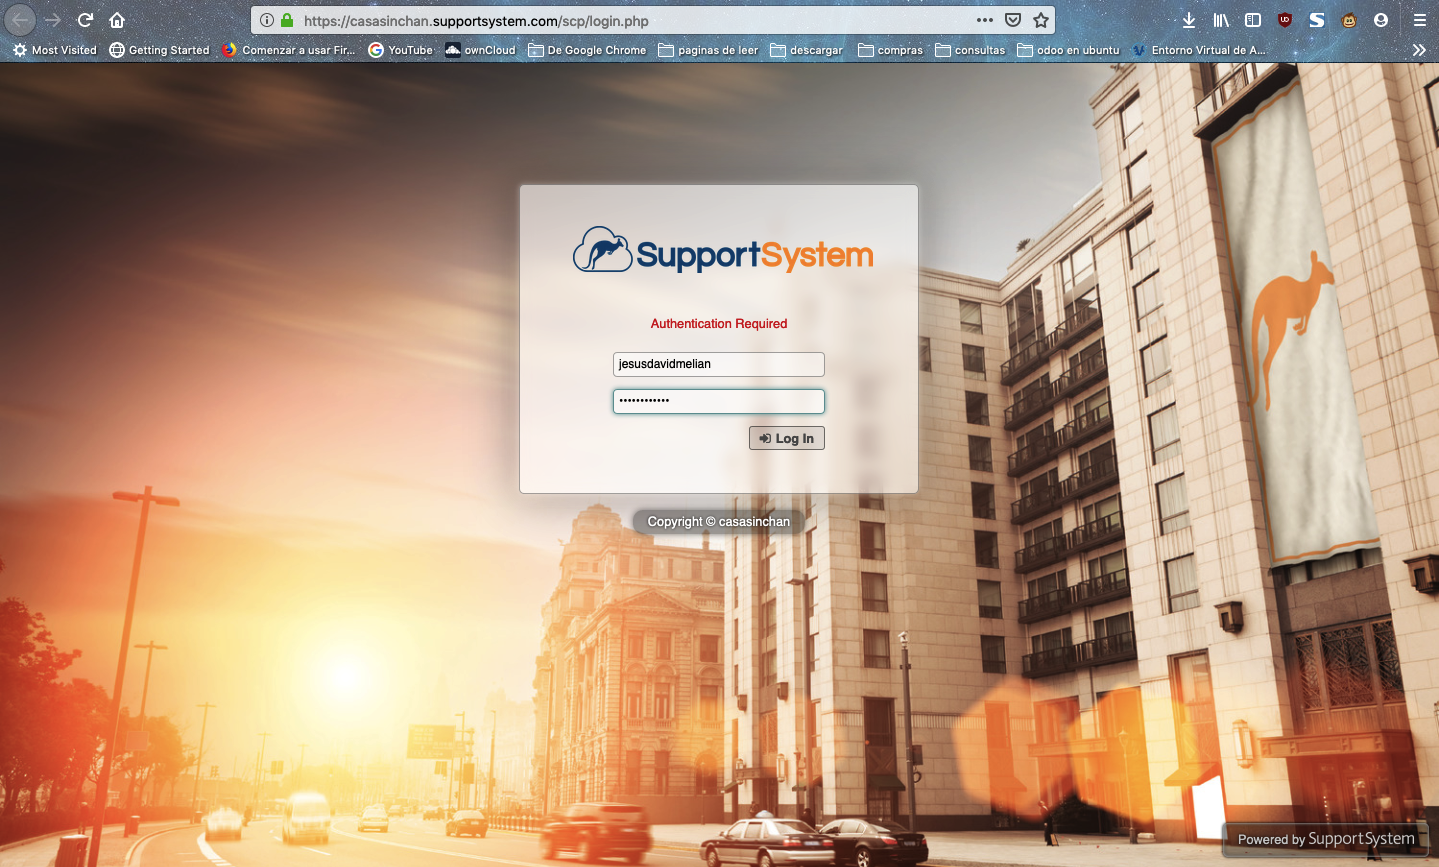 https://casasinchan.supportsystem.com/scp/login.php
Most Visited Getting Started Comenzar a usar Fir... YouTube ownCloud De Google Chrome paginas de leer descargar compras consultas odoo en ubuntu Entorno Virtual de A...
SupportSystem
Authentication Required
jesusdavidmelian
••••••••••••
Log In
Copyright © casasinchan
Powered by SupportSystem